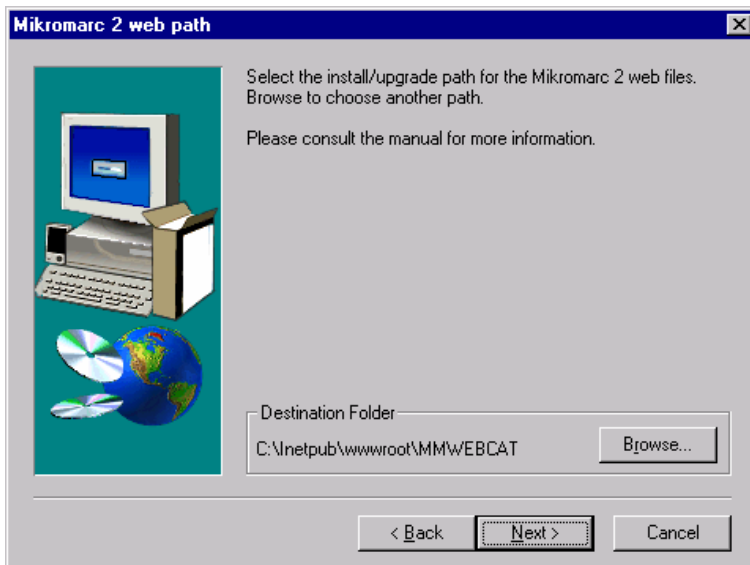 Mikromarc 2 web path
Select the install/upgrade path for the Mikromarc 2 web files.
Browse to choose another path.
Please consult the manual for more information.
Destination Folder
C:\Inetpub\wwwroot\MMWEBCAT
Browse...
< Back
Next >
Cancel